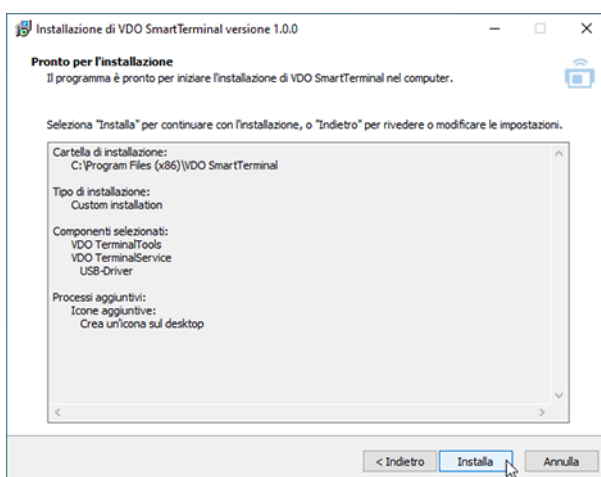 Installazione di VDO SmartTerminal versione 1.0.0
Pronto per l'installazione
Il programma è pronto per iniziare l'installazione di VDO SmartTerminal nel computer.
Seleziona "Installa" per continuare con l'installazione, o "Indietro" per rivedere o modificare le impostazioni.
Cartella di installazione:
C:\Program Files (x86)\VDO SmartTerminal
Tipo di installazione:
Custom installation
Componenti selezionati:
VDO TerminalTools
VDO TerminalService
USB-Driver
Processi aggiuntivi:
Icone aggiuntive:
Crea un'icona sul desktop
< Indietro
Installa
Annulla